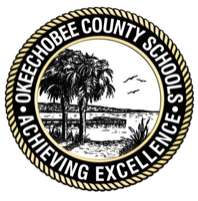 OKEECHOBEE COUNTY SCHOOLS
• ACHIEVING EXCELLENCE •